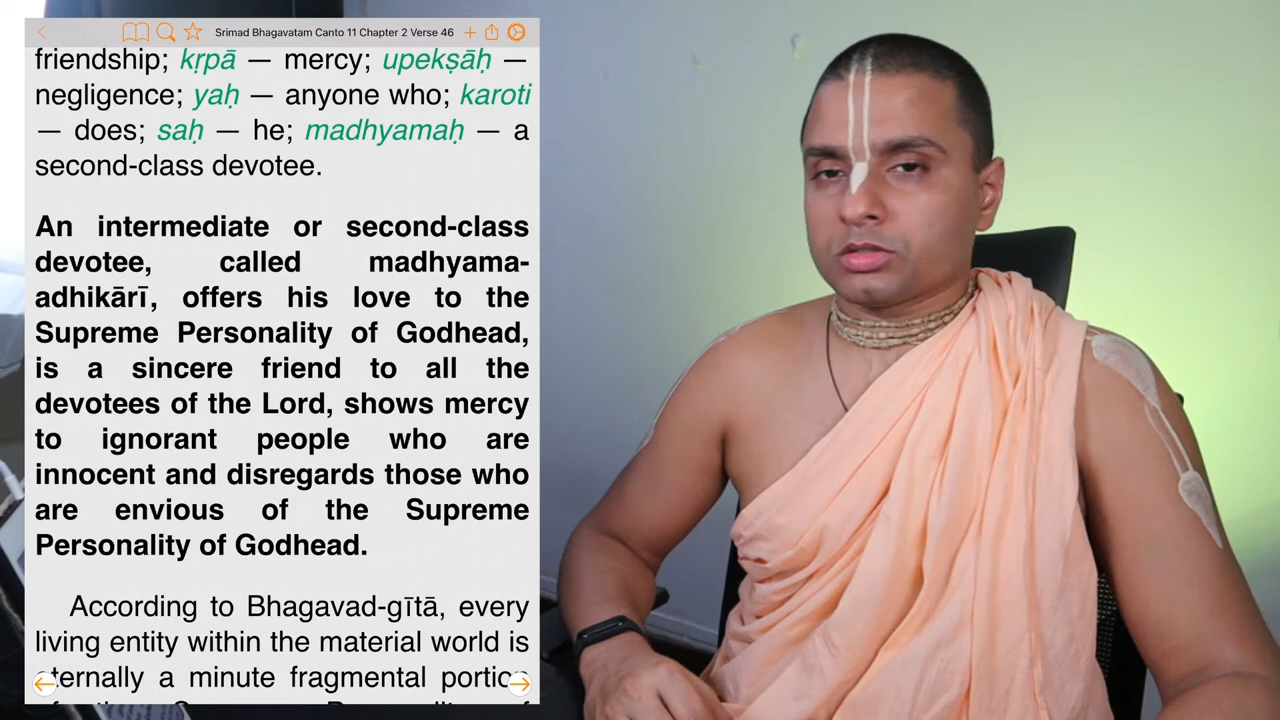 Srimad Bhagavatam Canto 11 Chapter 2 Verse 46
friendship; kṛpā — mercy; upekṣāḥ —
negligence; yaḥ — anyone who; karoti
— does; saḥ — he; madhyamaḥ — a
second-class devotee.
An intermediate or second-class
devotee, called madhyama-
adhikārī, offers his love to the
Supreme Personality of Godhead,
is a sincere friend to all the
devotees of the Lord, shows mercy
to ignorant people who are
innocent and disregards those who
are envious of the Supreme
Personality of Godhead.
According to Bhagavad-gītā, every
living entity within the material world is
eternally a minute fragmental portion